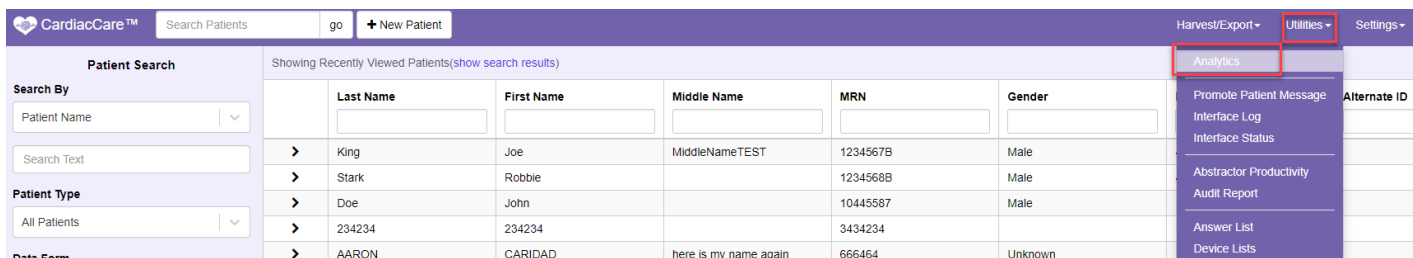 CardiacCare™ Search Patients go + New Patient Harvest/Export Utilities Settings
Patient Search
Search By
Patient Name
Search Text
Patient Type
All Patients
Data Form
Showing Recently Viewed Patients(show search results)
Last Name First Name Middle Name MRN Gender Alternate ID
King Joe MiddleNameTEST 1234567B Male
Stark Robbie 1234568B Male
Doe John 10445587 Male
234234 234234 3434234
AARON CARIDAD here is my name again 666464 Unknown
Analytics
Promote Patient Message
Interface Log
Interface Status
Abstractor Productivity
Audit Report
Answer List
Device Lists